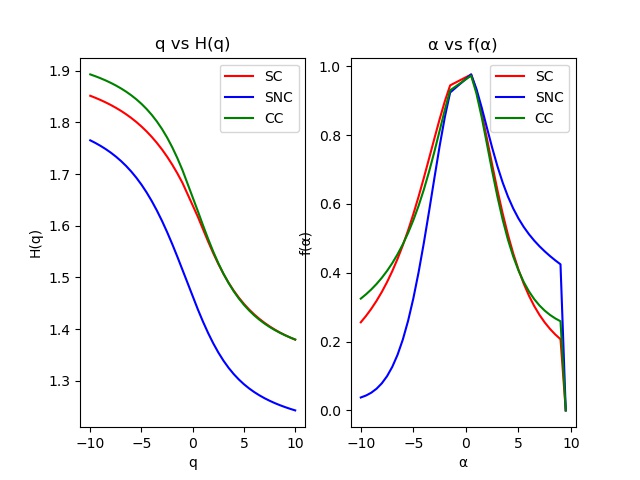 q vs H(q)
H(q)
1.9
1.8
1.7
1.6
1.5
1.4
1.3
SC
SNC
CC
−10
−5
0
5
10
q
α vs f(α)
f(α)
1.0
0.8
0.6
0.4
0.2
0.0
SC
SNC
CC
−10
−5
0
5
10
α